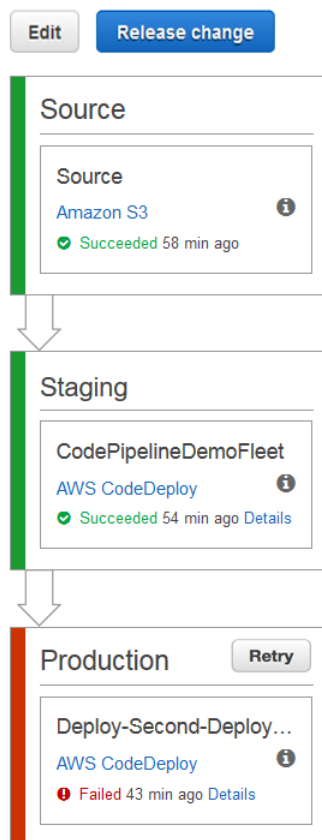 Edit Release change
Source
Source
Amazon S3
Succeeded 58 min ago
Staging
CodePipelineDemoFleet
AWS CodeDeploy
Succeeded 54 min ago Details
Production Retry
Deploy-Second-Deploy…
AWS CodeDeploy
Failed 43 min ago Details